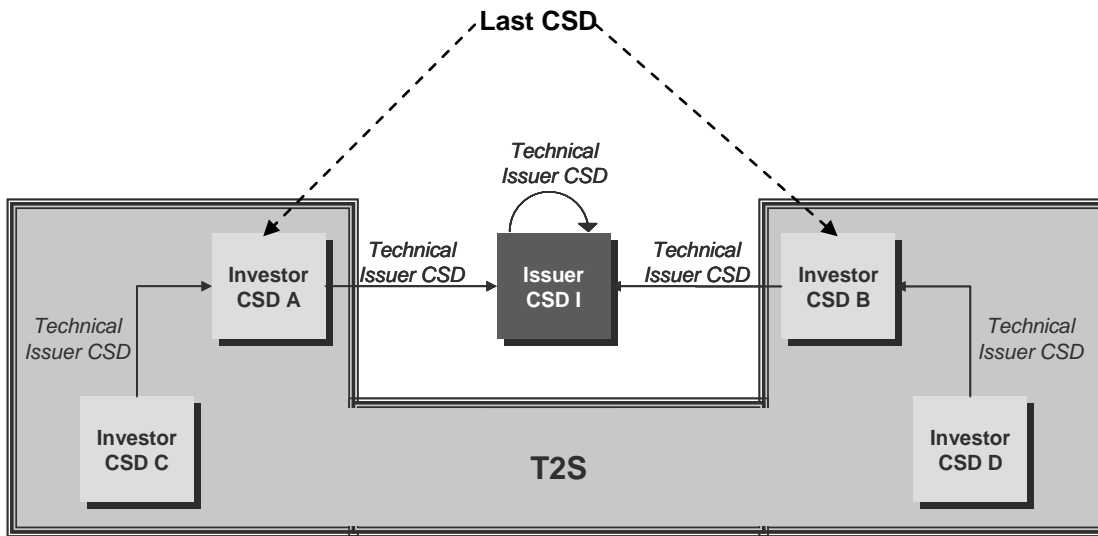 Last CSD
Technical
Issuer CSD
Investor
CSD A
Technical
Issuer CSD
Issuer
CSD I
Technical
Issuer CSD
Investor
CSD B
Technical
Issuer CSD
Technical
Issuer CSD
Investor
CSD C
T2S
Investor
CSD D